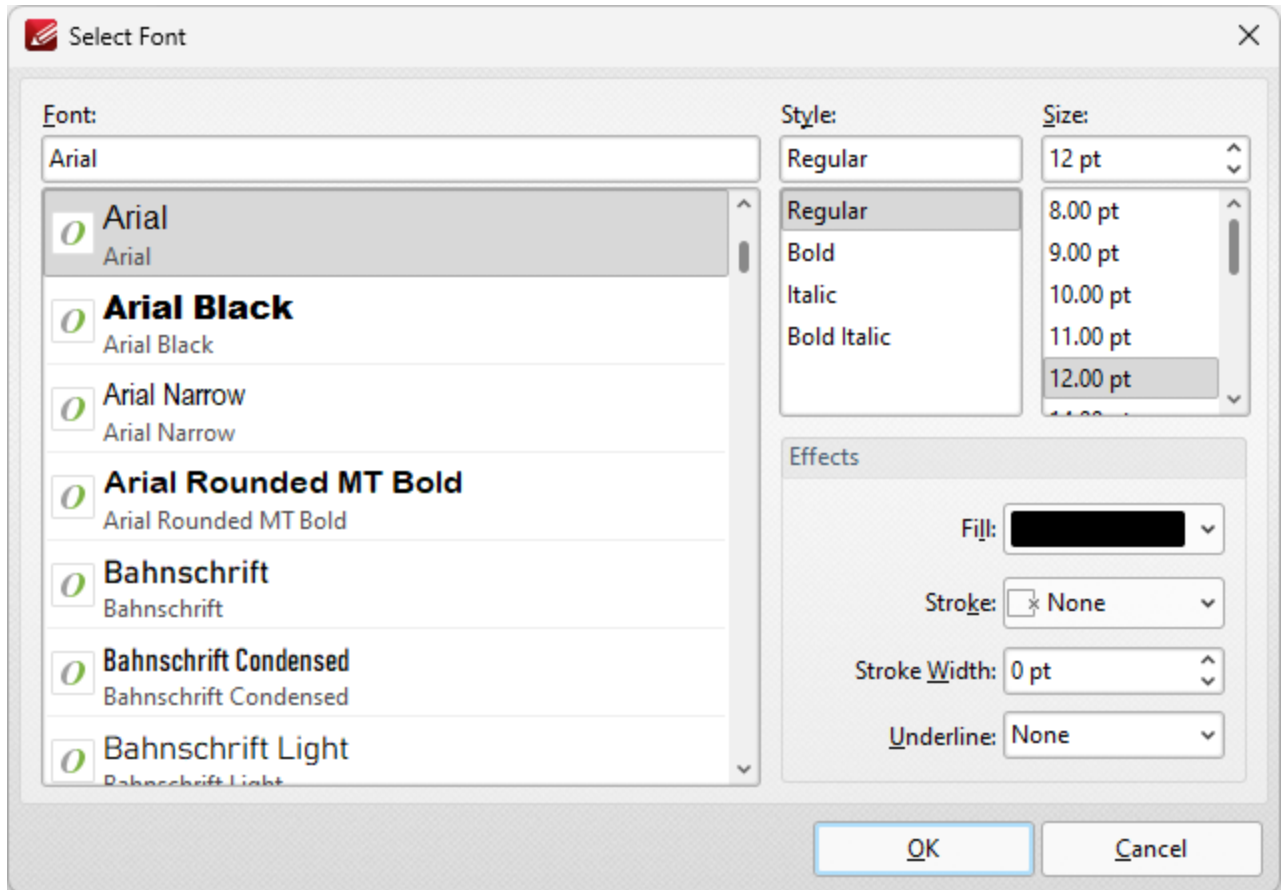 Select Font
Font:
Arial
Arial
Arial
Arial Black
Arial Black
Arial Narrow
Arial Narrow
Arial Rounded MT Bold
Arial Rounded MT Bold
Bahnschrift
Bahnschrift
Bahnschrift Condensed
Bahnschrift Condensed
Bahnschrift Light
Bahnschrift Light
Style:
Regular
Regular
Bold
Italic
Bold Italic
Size:
12 pt
8.00 pt
9.00 pt
10.00 pt
11.00 pt
12.00 pt
Effects
Fill:
Stroke: None
Stroke Width: 0 pt
Underline: None
OK
Cancel